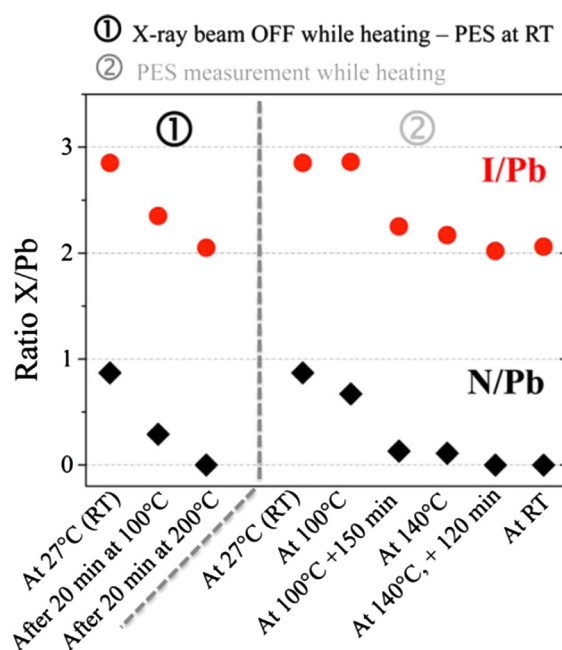 ① X-ray beam OFF while heating – PES at RT
② PES measurement while heating
① ②
3
I/Pb
2
Ratio X/Pb
1
N/Pb
0
At 27°C (RT)
After 20 min at 100°C
After 20 min at 200°C
At 27°C (RT)
At 100°C
At 100°C +150 min
At 140°C
At 140°C, + 120 min
At RT